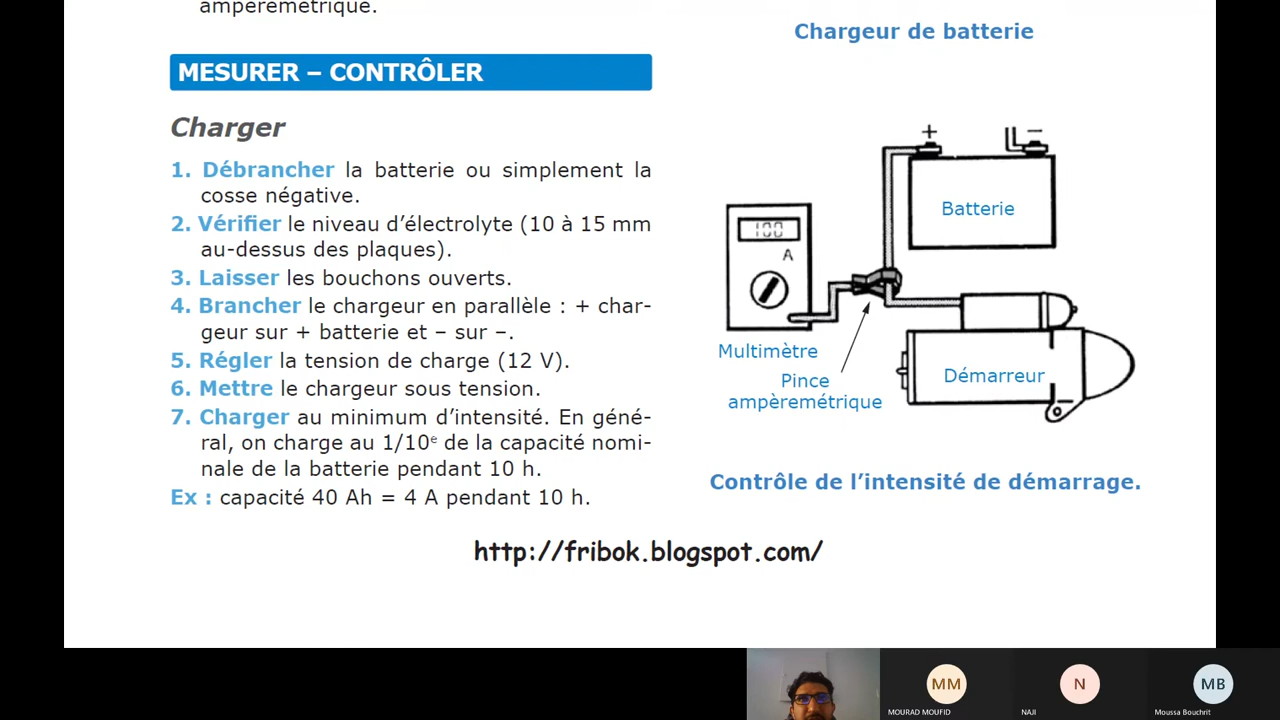 ampèremétrique.
Chargeur de batterie
MESURER – CONTRÔLER
Charger
1. Débrancher la batterie ou simplement la
cosse négative.
2. Vérifier le niveau d’électrolyte (10 à 15 mm
au-dessus des plaques).
3. Laisser les bouchons ouverts.
4. Brancher le chargeur en parallèle : + char-
geur sur + batterie et – sur –.
5. Régler la tension de charge (12 V).
6. Mettre le chargeur sous tension.
7. Charger au minimum d’intensité. En géné-
ral, on charge au 1/10e de la capacité nomi-
nale de la batterie pendant 10 h.
Ex : capacité 40 Ah = 4 A pendant 10 h.
+ –
Batterie
100
A
Multimètre
Pince
ampèremétrique
Démarreur
Contrôle de l’intensité de démarrage.
http://fribok.blogspot.com/
MM
N
MB
MOURAD MOUFID
NAJI
Moussa Bouchrit